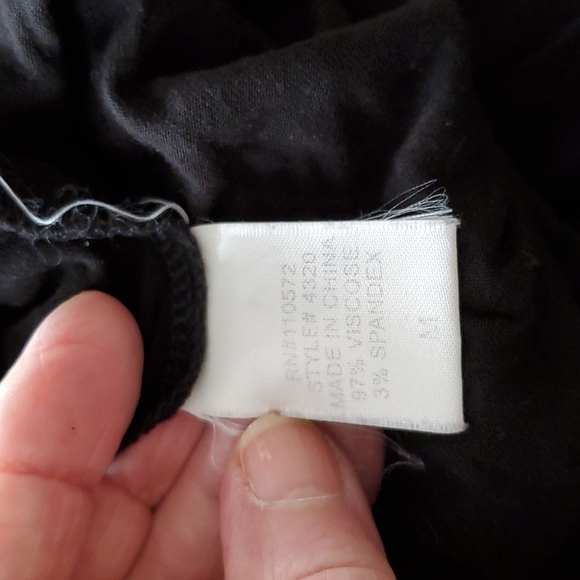 RN#110572
STYLE# 4320
MADE IN CHINA
97% VISCOSE
3% SPANDEX
M